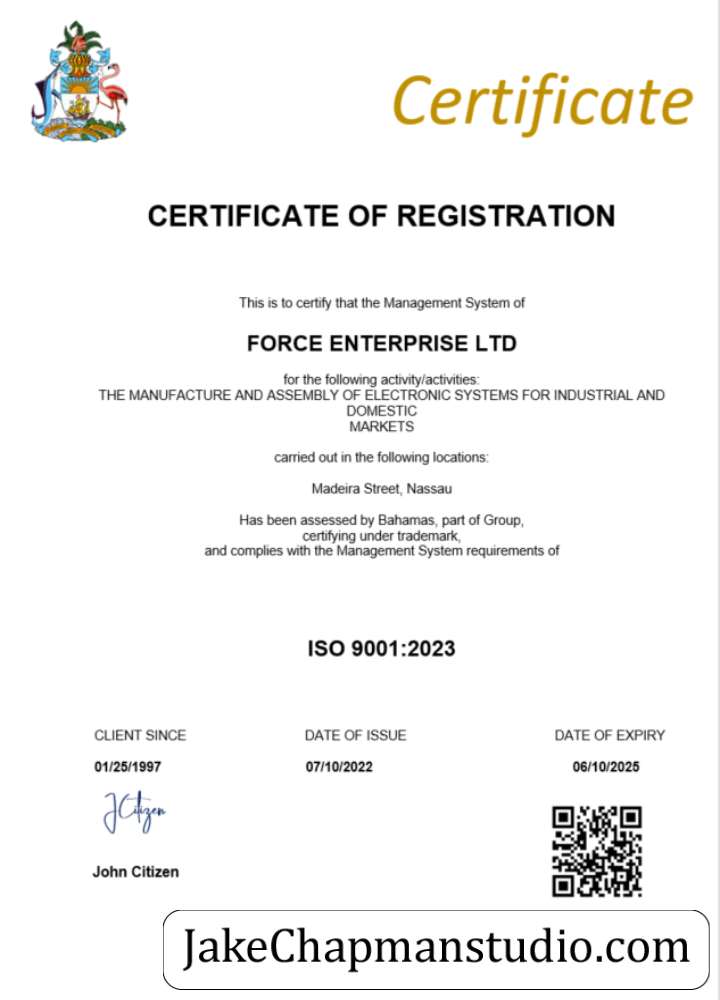 Certificate
CERTIFICATE OF REGISTRATION
This is to certify that the Management System of
FORCE ENTERPRISE LTD
for the following activity/activities:
THE MANUFACTURE AND ASSEMBLY OF ELECTRONIC SYSTEMS FOR INDUSTRIAL AND
DOMESTIC
MARKETS
carried out in the following locations:
Madeira Street, Nassau
Has been assessed by Bahamas, part of Group,
certifying under trademark,
and complies with the Management System requirements of
ISO 9001:2023
CLIENT SINCE DATE OF ISSUE DATE OF EXPIRY
01/25/1997 07/10/2022 06/10/2025
JCitizen
John Citizen
JakeChapmanstudio.com